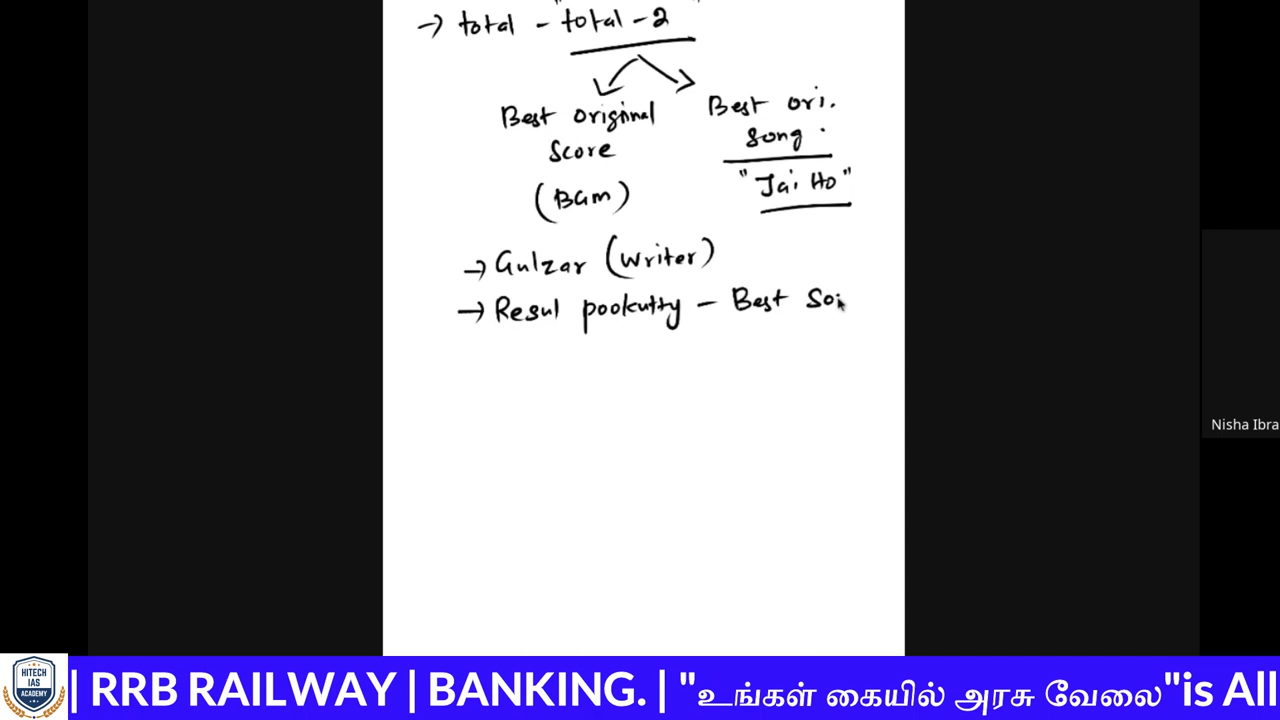 → total - "total - 2"
Best Original
Score
(BGM)
Best ori.
Song.
"Jai Ho"
→ Gulzar (writer)
→ Resul pookutty - Best So
Nisha Ibra
HITECH
IAS
ACADEMY
| RRB RAILWAY | BANKING. | "உங்கள் கையில் அரசு வேலை"is All